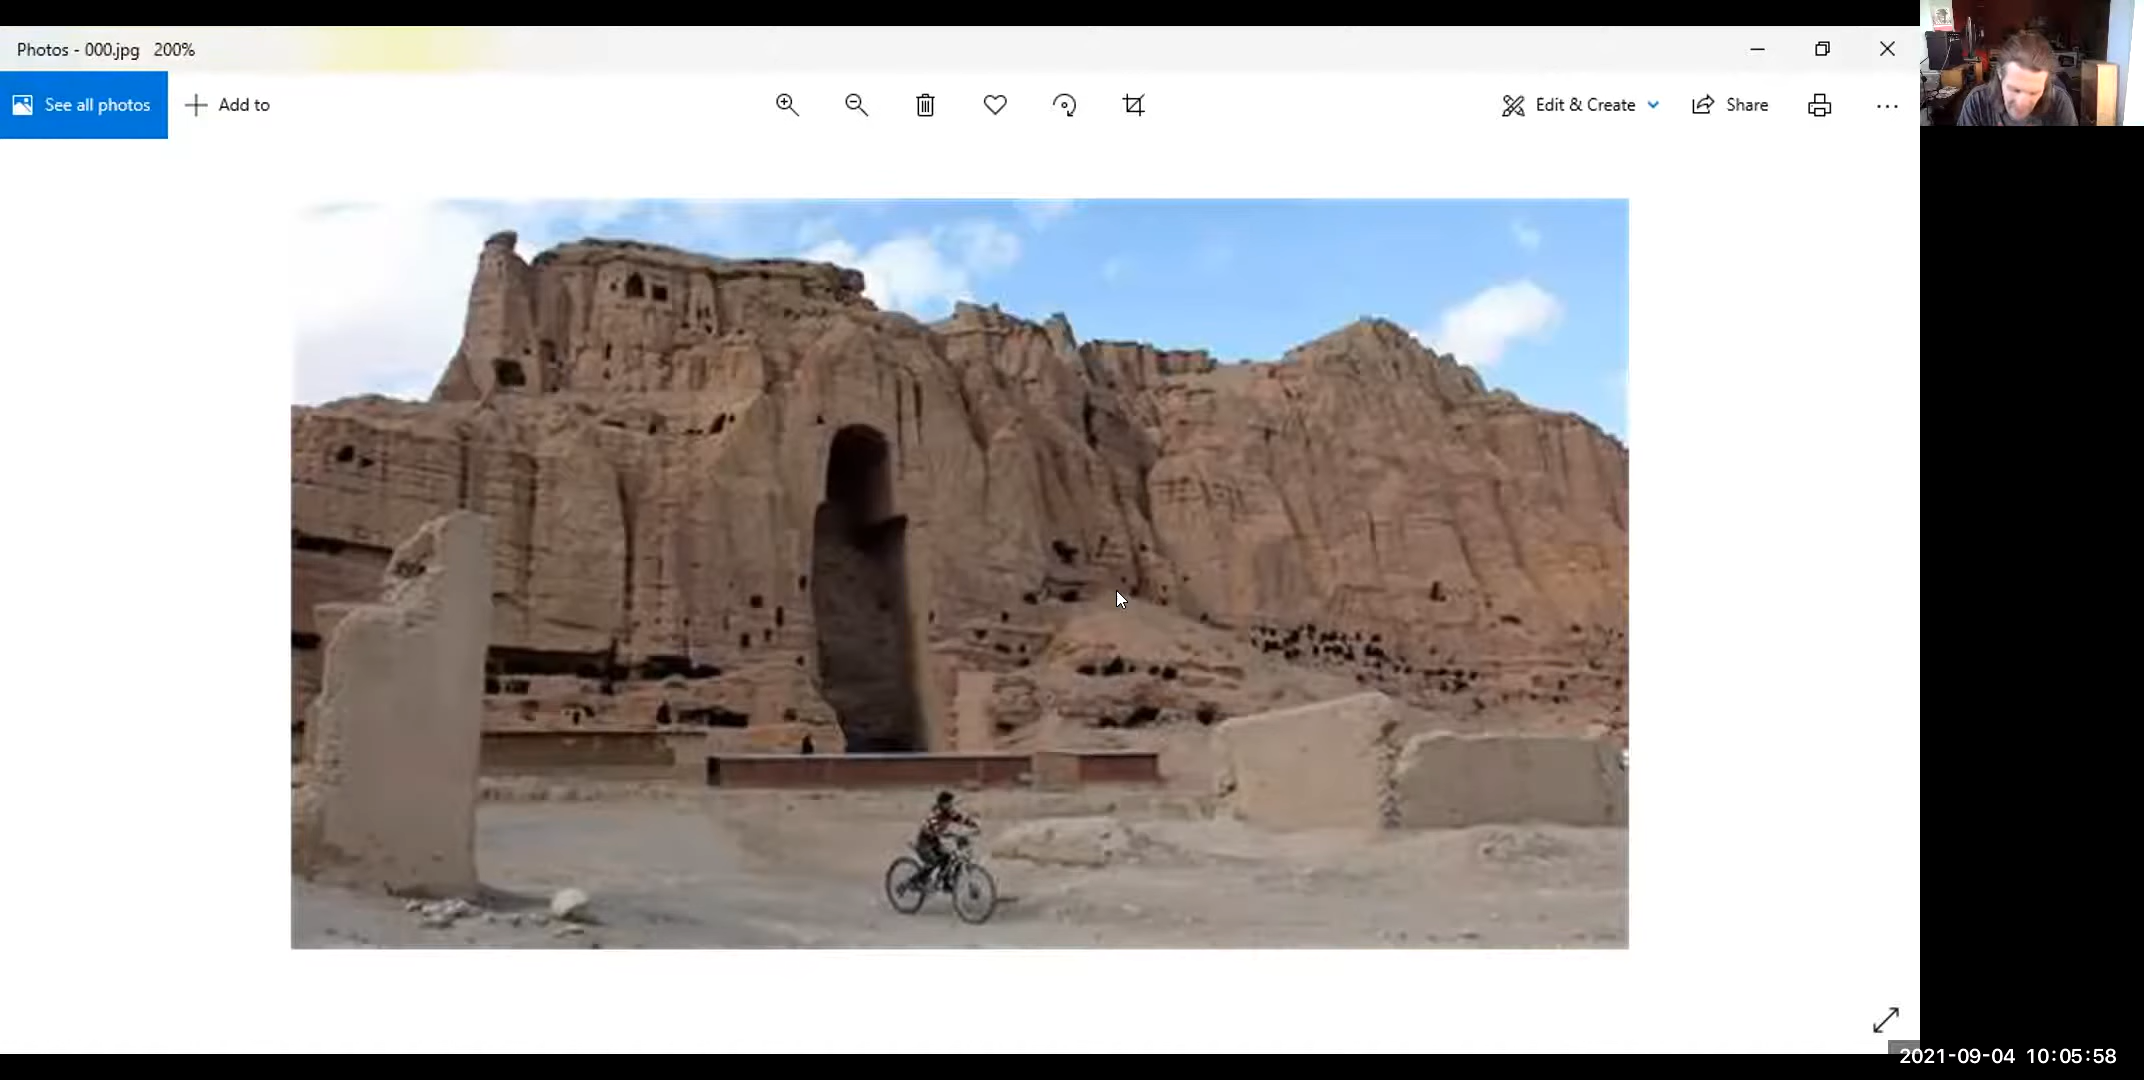 Photos - 000.jpg 200%
See all photos
Add to
Edit & Create
Share
2021-09-04 10:05:58